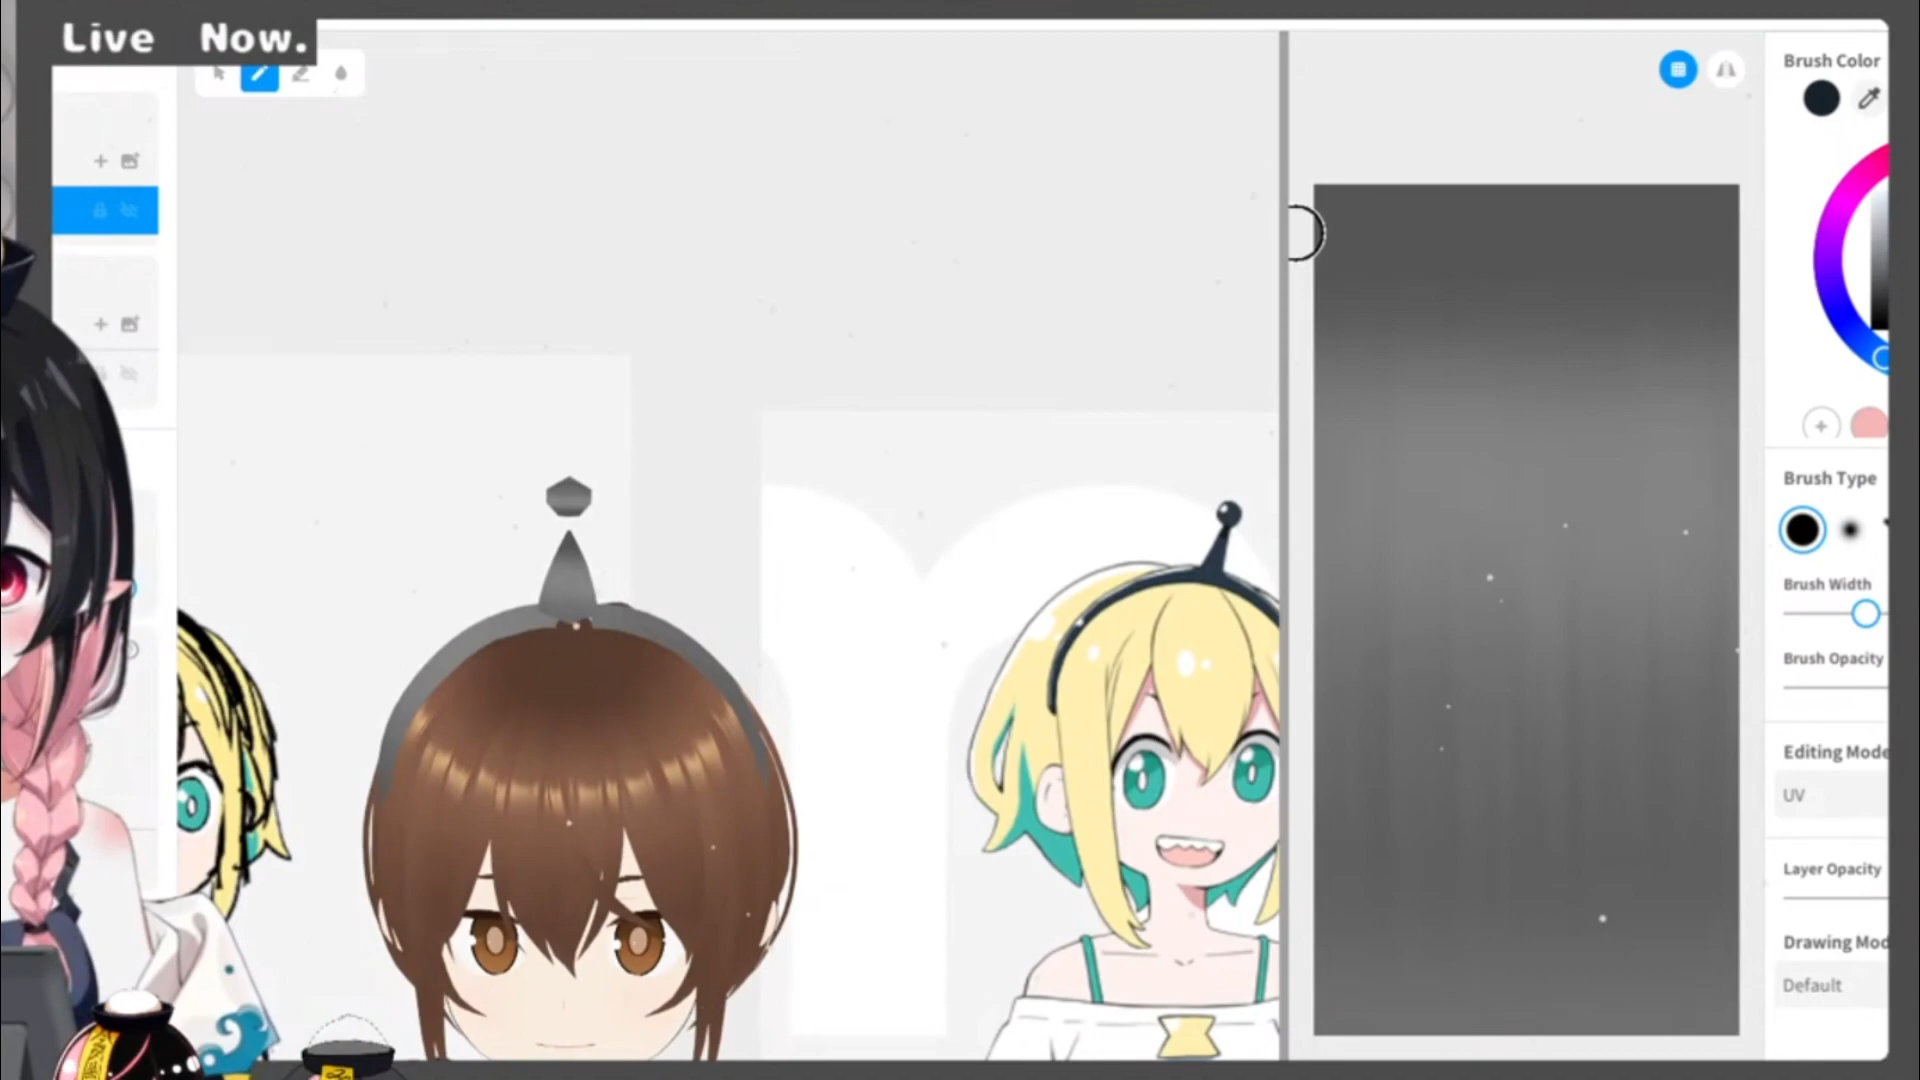 Live Now.
Brush Color
Brush Type
Brush Width
Brush Opacity
Editing Mode
UV
Layer Opacity
Drawing Mod
Default